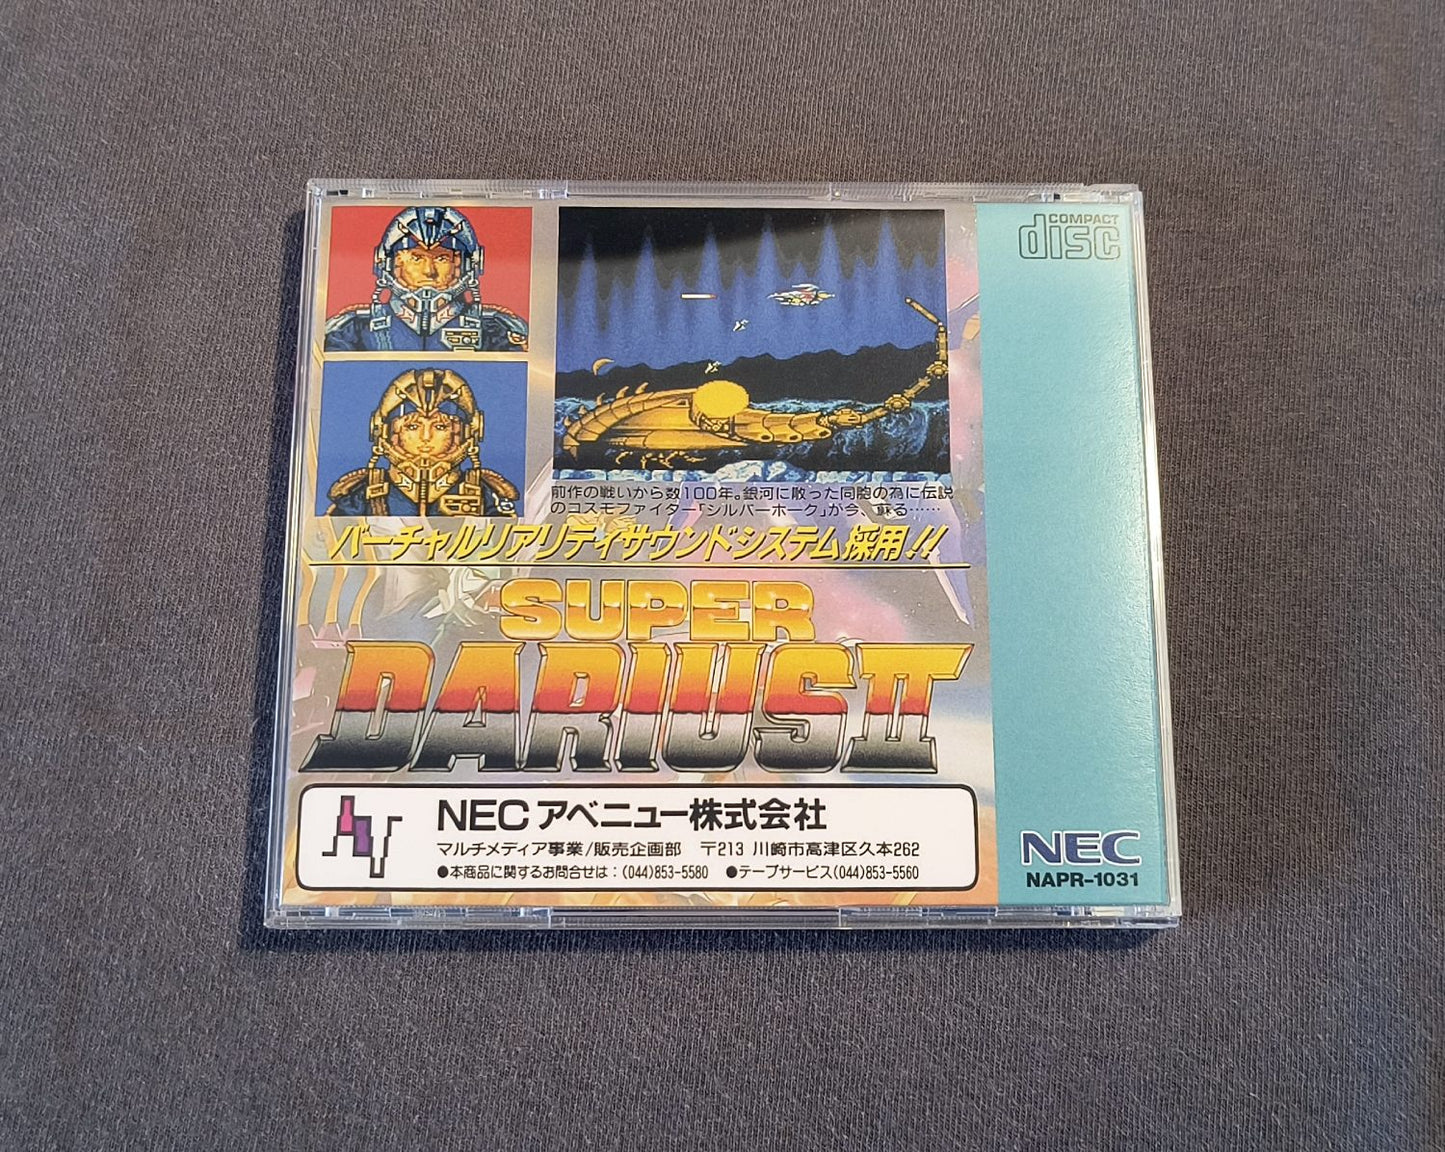 COMPACT
disc
前作の戦いから数100年。銀河に散った同胞の為に伝説
のコスモファイター「シルバーホーク」が今、蘇る……
バーチャルリアリティサウンドシステム採用!!
SUPER
DARIUS II
NECアベニュー株式会社
マルチメディア事業/販売企画部 〒213 川崎市高津区久本262
●本商品に関するお問合せは:(044)853-5580 ●テープサービス(044)853-5560
NEC
NAPR-1031